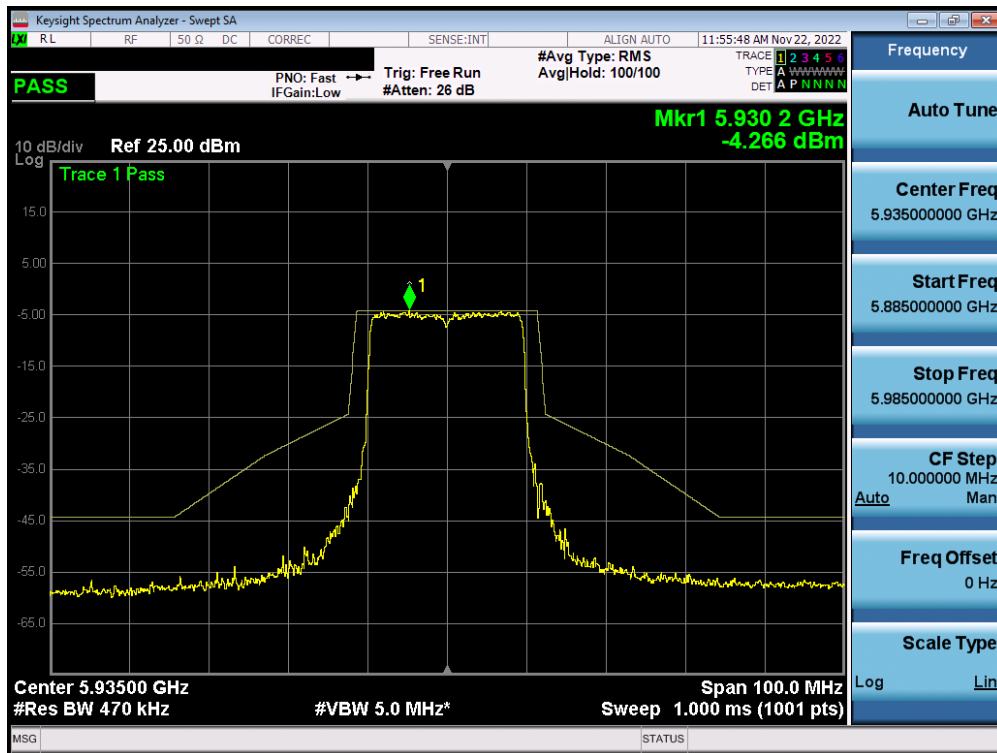 Keysight Spectrum Analyzer - Swept SA
LXI RL RF 50 Ω DC CORREC SENSE:INT ALIGN AUTO 11:55:48 AM Nov 22, 2022
PASS
PNO: Fast
IFGain:Low
Trig: Free Run
#Atten: 26 dB
#Avg Type: RMS
Avg|Hold: 100/100
TRACE 1 2 3 4 5 6
TYPE A WWWWW
DET A P N N N N
Mkr1 5.930 2 GHz
-4.266 dBm
10 dB/div Ref 25.00 dBm
Log
Trace 1 Pass
1
15.0
5.00
-5.00
-15.0
-25.0
-35.0
-45.0
-55.0
-65.0
Center 5.93500 GHz Span 100.0 MHz
#Res BW 470 kHz #VBW 5.0 MHz* Sweep 1.000 ms (1001 pts)
MSG STATUS
Frequency
Auto Tune
Center Freq
5.935000000 GHz
Start Freq
5.885000000 GHz
Stop Freq
5.985000000 GHz
CF Step
10.000000 MHz
Auto Man
Freq Offset
0 Hz
Scale Type
Log Lin